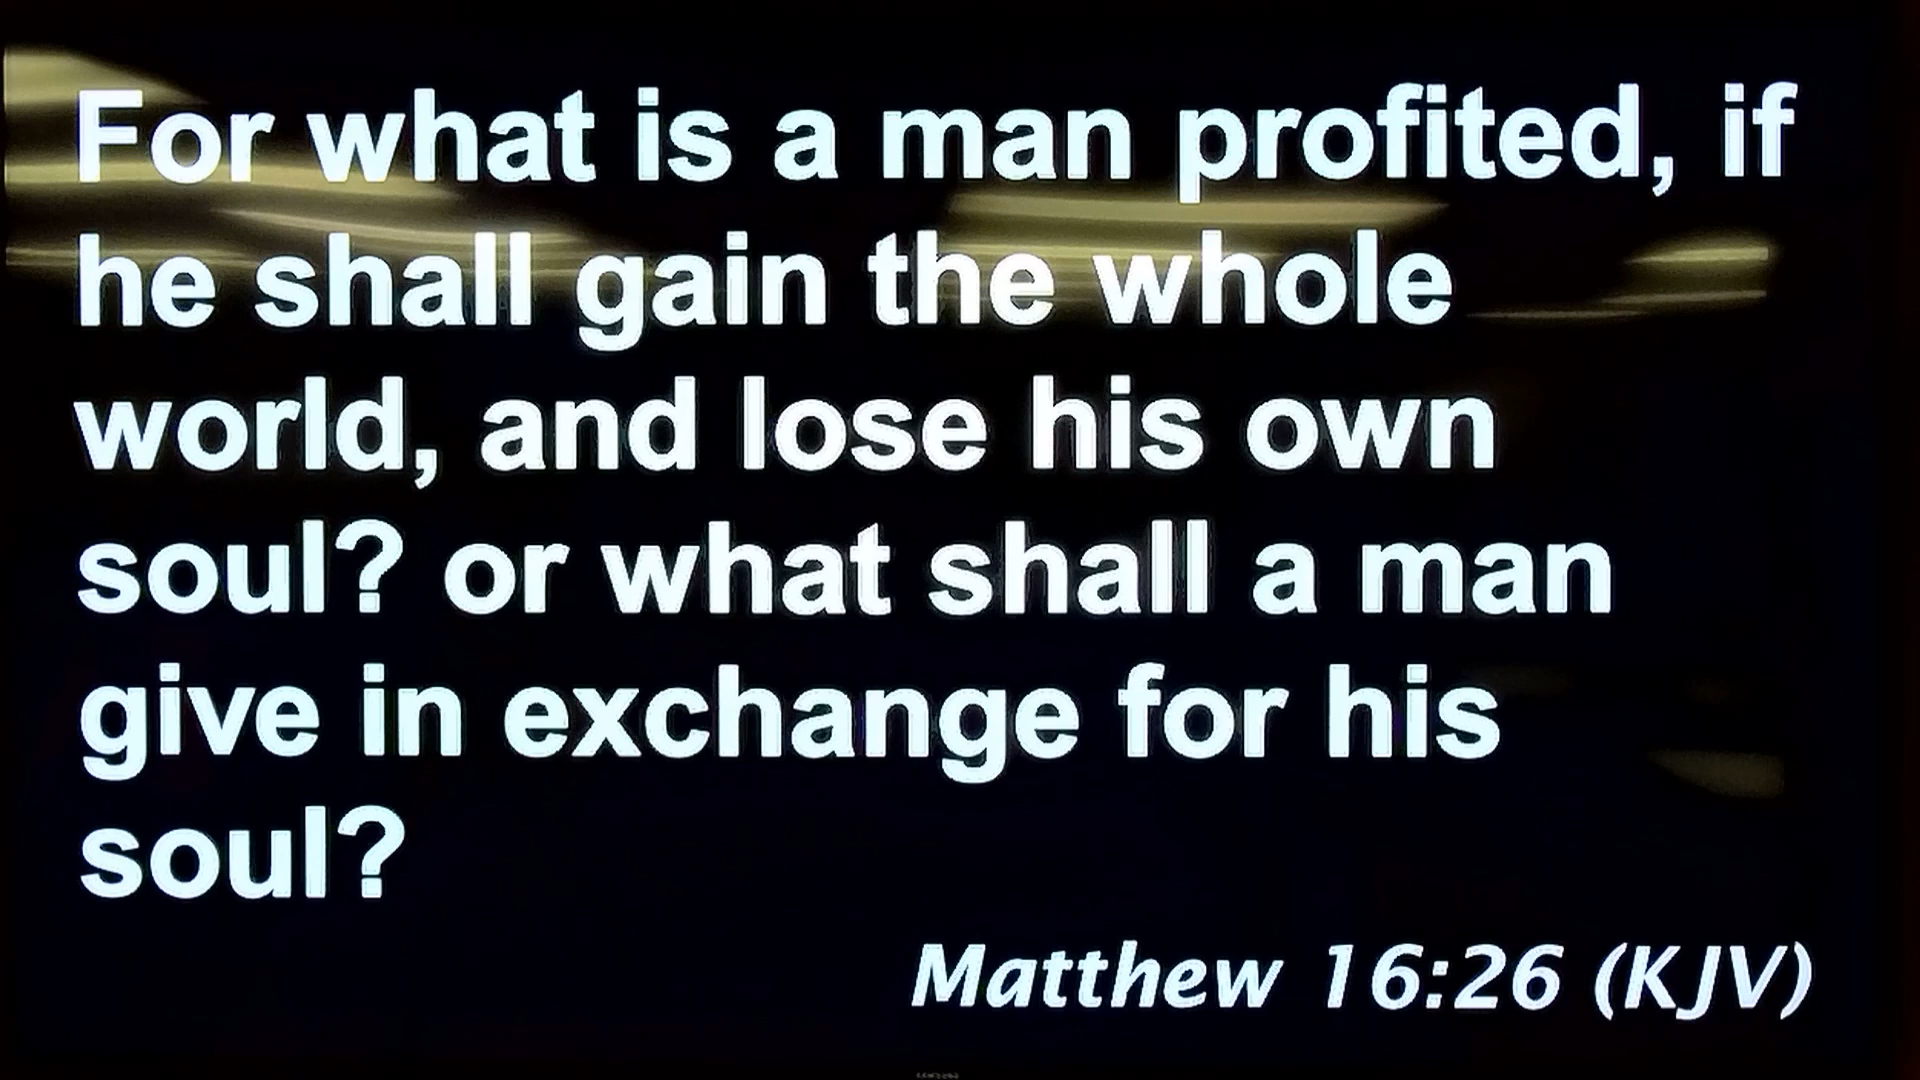 For what is a man profited, if
he shall gain the whole
world, and lose his own
soul? or what shall a man
give in exchange for his
soul?
Matthew 16:26 (KJV)